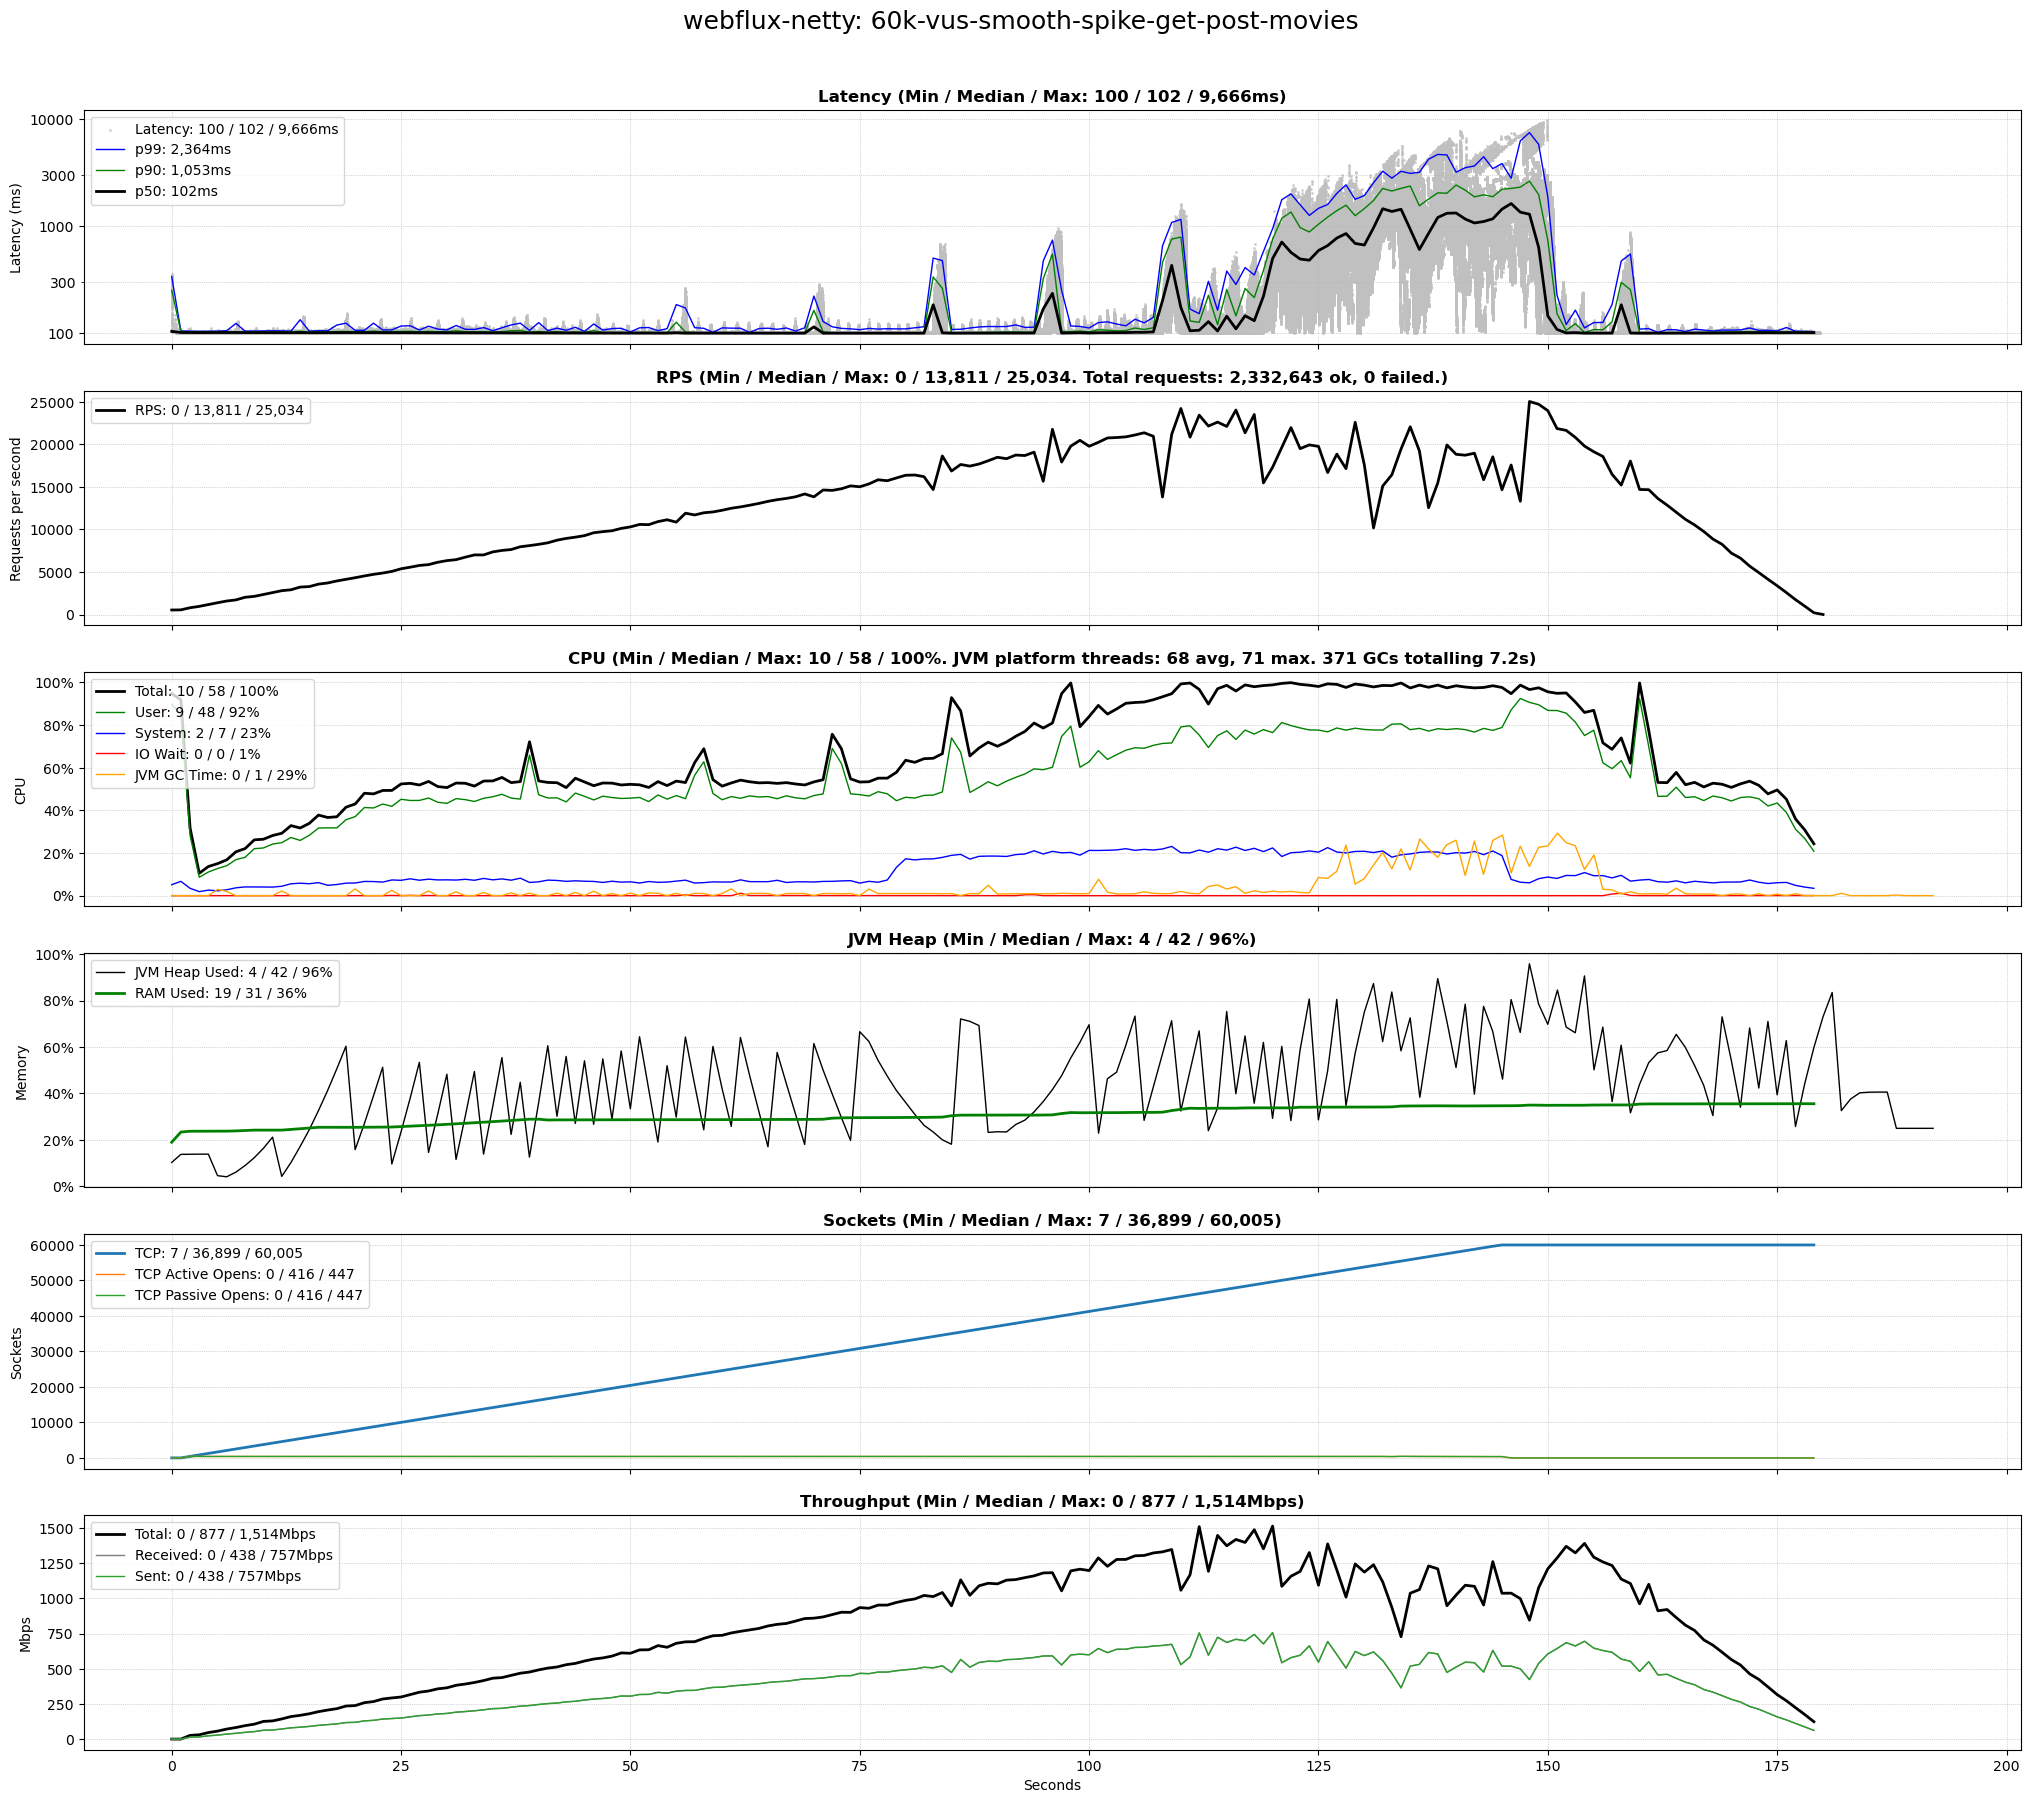 webflux-netty: 60k-vus-smooth-spike-get-post-movies
Latency (Min / Median / Max: 100 / 102 / 9,666ms)
Latency (ms)
10000
3000
1000
300
100
Latency: 100 / 102 / 9,666ms
p99: 2,364ms
p90: 1,053ms
p50: 102ms
RPS (Min / Median / Max: 0 / 13,811 / 25,034. Total requests: 2,332,643 ok, 0 failed.)
Requests per second
25000
20000
15000
10000
5000
0
RPS: 0 / 13,811 / 25,034
CPU (Min / Median / Max: 10 / 58 / 100%. JVM platform threads: 68 avg, 71 max. 371 GCs totalling 7.2s)
CPU
100%
80%
60%
40%
20%
0%
Total: 10 / 58 / 100%
User: 9 / 48 / 92%
System: 2 / 7 / 23%
IO Wait: 0 / 0 / 1%
JVM GC Time: 0 / 1 / 29%
JVM Heap (Min / Median / Max: 4 / 42 / 96%)
Memory
100%
80%
60%
40%
20%
0%
JVM Heap Used: 4 / 42 / 96%
RAM Used: 19 / 31 / 36%
Sockets (Min / Median / Max: 7 / 36,899 / 60,005)
Sockets
60000
50000
40000
30000
20000
10000
0
TCP: 7 / 36,899 / 60,005
TCP Active Opens: 0 / 416 / 447
TCP Passive Opens: 0 / 416 / 447
Throughput (Min / Median / Max: 0 / 877 / 1,514Mbps)
Mbps
1500
1250
1000
750
500
250
0
Total: 0 / 877 / 1,514Mbps
Received: 0 / 438 / 757Mbps
Sent: 0 / 438 / 757Mbps
0 25 50 75 100 125 150 175 200
Seconds